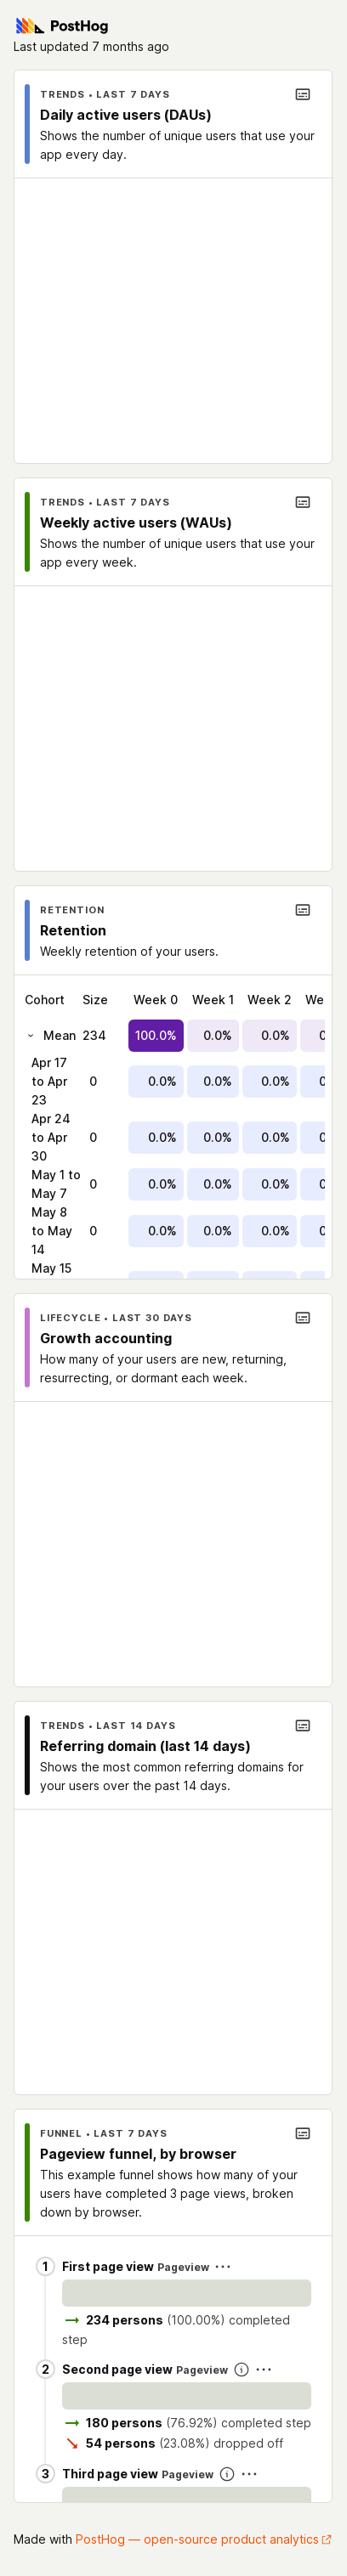 PostHog
Last updated 7 months ago
TRENDS • LAST 7 DAYS
Daily active users (DAUs)
Shows the number of unique users that use your
app every day.
TRENDS • LAST 7 DAYS
Weekly active users (WAUs)
Shows the number of unique users that use your
app every week.
RETENTION
Retention
Weekly retention of your users.
Cohort Size Week 0 Week 1 Week 2 We
Mean 234 100.0% 0.0% 0.0% 0
Apr 17
to Apr 0 0.0% 0.0% 0.0% 0
23
Apr 24
to Apr 0 0.0% 0.0% 0.0% 0
30
May 1 to 0 0.0% 0.0% 0.0% 0
May 7
May 8
to May 0 0.0% 0.0% 0.0% 0
14
May 15
LIFECYCLE • LAST 30 DAYS
Growth accounting
How many of your users are new, returning,
resurrecting, or dormant each week.
TRENDS • LAST 14 DAYS
Referring domain (last 14 days)
Shows the most common referring domains for
your users over the past 14 days.
FUNNEL • LAST 7 DAYS
Pageview funnel, by browser
This example funnel shows how many of your
users have completed 3 page views, broken
down by browser.
1 First page view Pageview
234 persons (100.00%) completed
step
2 Second page view Pageview
180 persons (76.92%) completed step
54 persons (23.08%) dropped off
3 Third page view Pageview
Made with PostHog — open-source product analytics